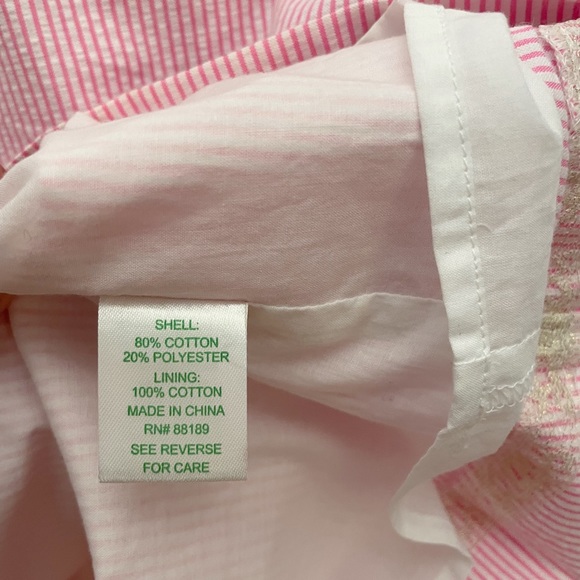 SHELL:
80% COTTON
20% POLYESTER
LINING:
100% COTTON
MADE IN CHINA
RN# 88189
SEE REVERSE
FOR CARE